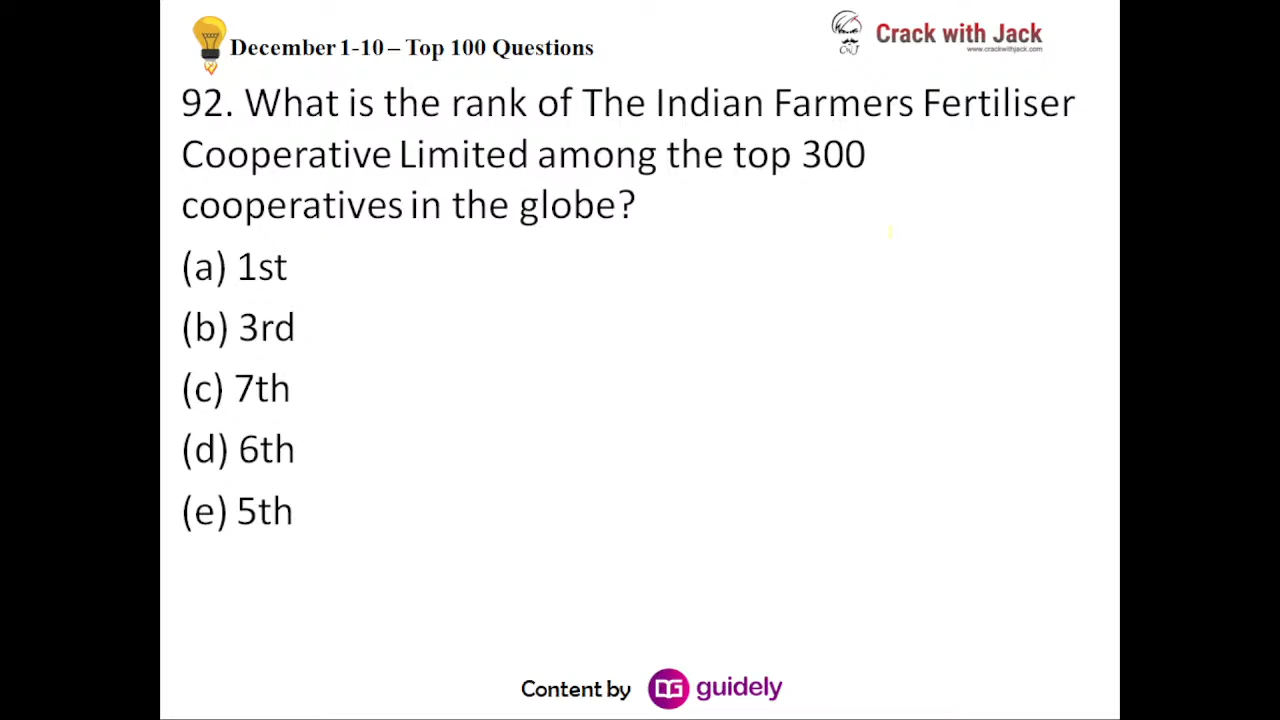 December 1-10 – Top 100 Questions
Crack with Jack
www.crackwithjack.com
CWJ
92. What is the rank of The Indian Farmers Fertiliser
Cooperative Limited among the top 300
cooperatives in the globe?
(a) 1st
(b) 3rd
(c) 7th
(d) 6th
(e) 5th
Content by DG guidely